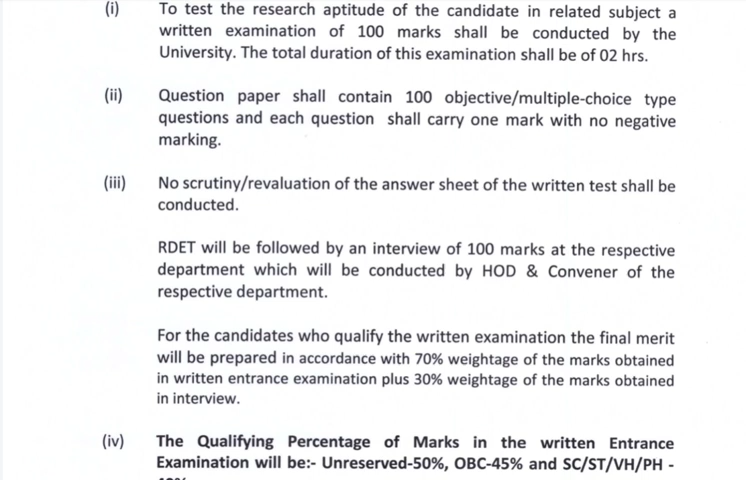 (i) To test the research aptitude of the candidate in related subject a
written examination of 100 marks shall be conducted by the
University. The total duration of this examination shall be of 02 hrs.
(ii) Question paper shall contain 100 objective/multiple-choice type
questions and each question shall carry one mark with no negative
marking.
(iii) No scrutiny/revaluation of the answer sheet of the written test shall be
conducted.
RDET will be followed by an interview of 100 marks at the respective
department which will be conducted by HOD & Convener of the
respective department.
For the candidates who qualify the written examination the final merit
will be prepared in accordance with 70% weightage of the marks obtained
in written entrance examination plus 30% weightage of the marks obtained
in interview.
(iv) The Qualifying Percentage of Marks in the written Entrance
Examination will be:- Unreserved-50%, OBC-45% and SC/ST/VH/PH -